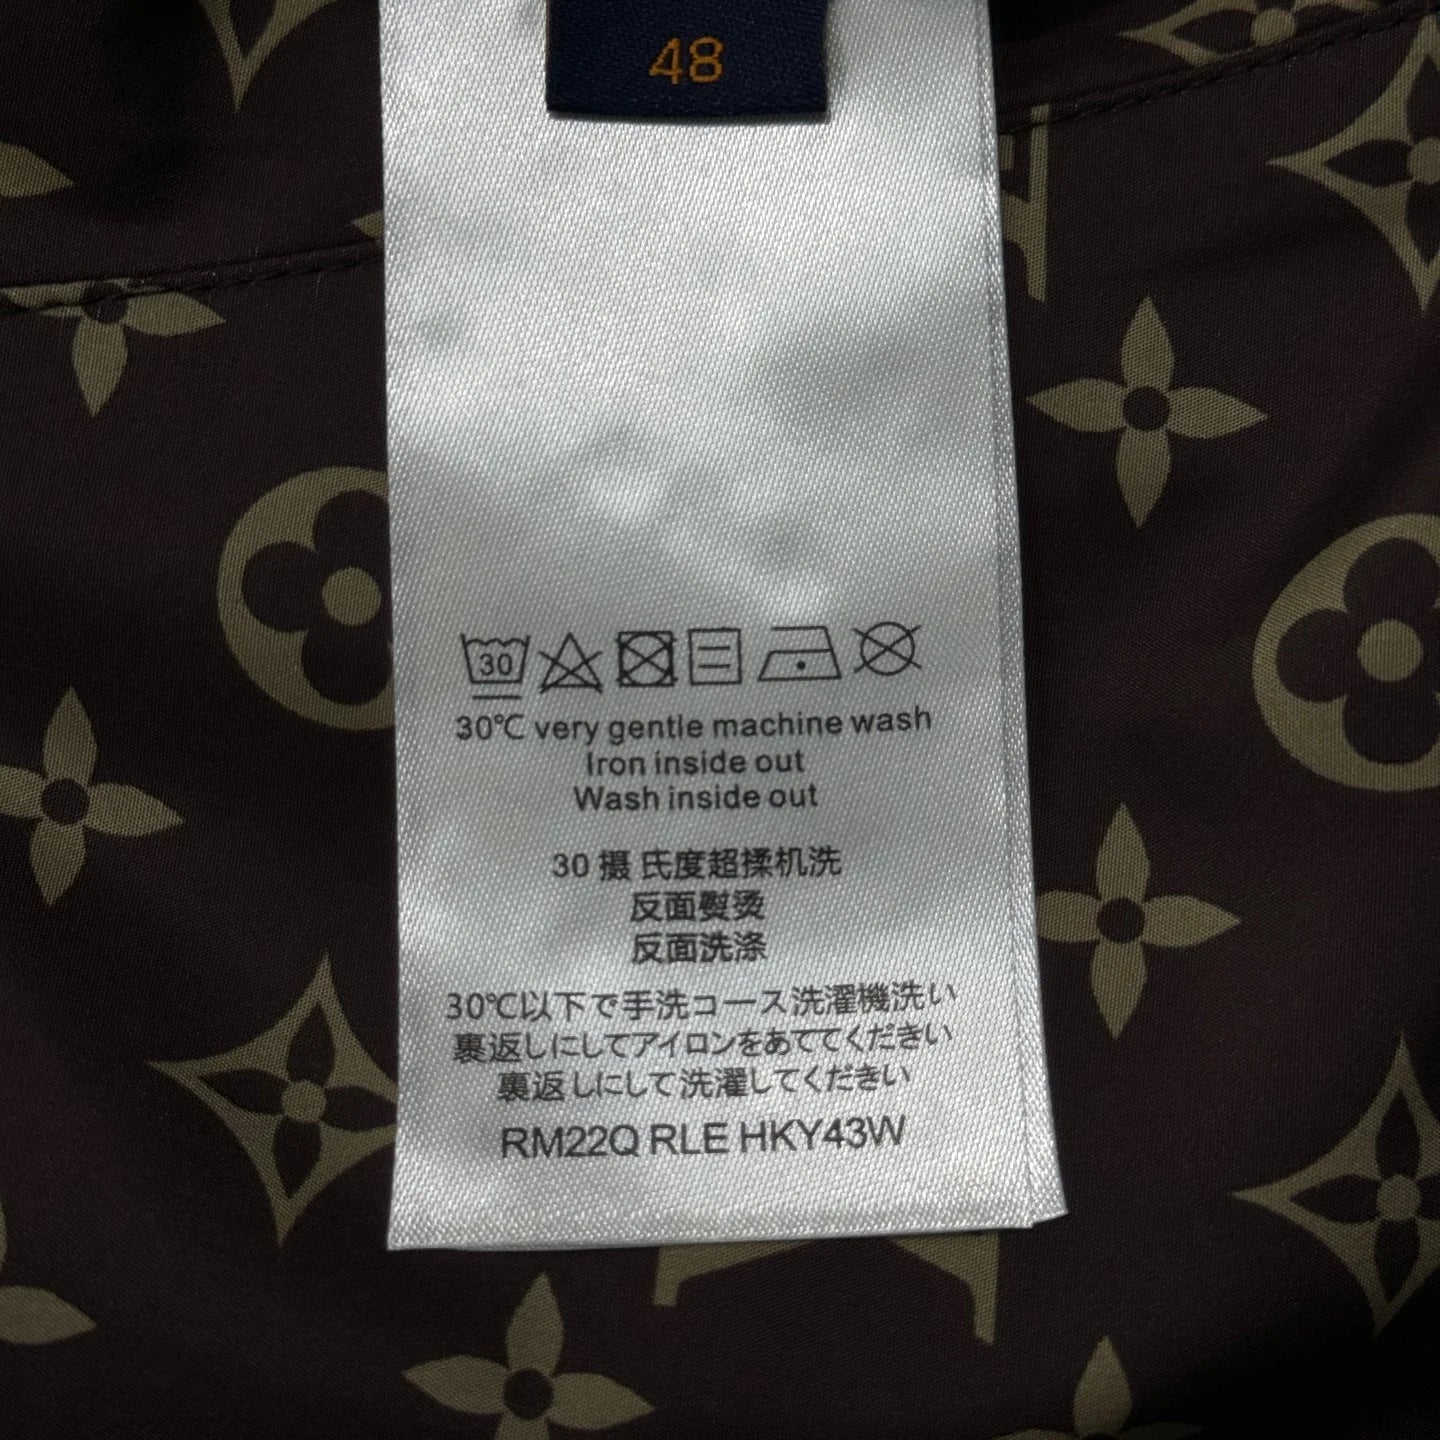 48
30
30℃ very gentle machine wash
Iron inside out
Wash inside out
30 摄 氏度超揉机洗
反面熨烫
反面洗涤
30℃以下で手洗コース洗濯機洗い
裏返しにしてアイロンをあててください
裏返しにして洗濯してください
RM22Q RLE HKY43W